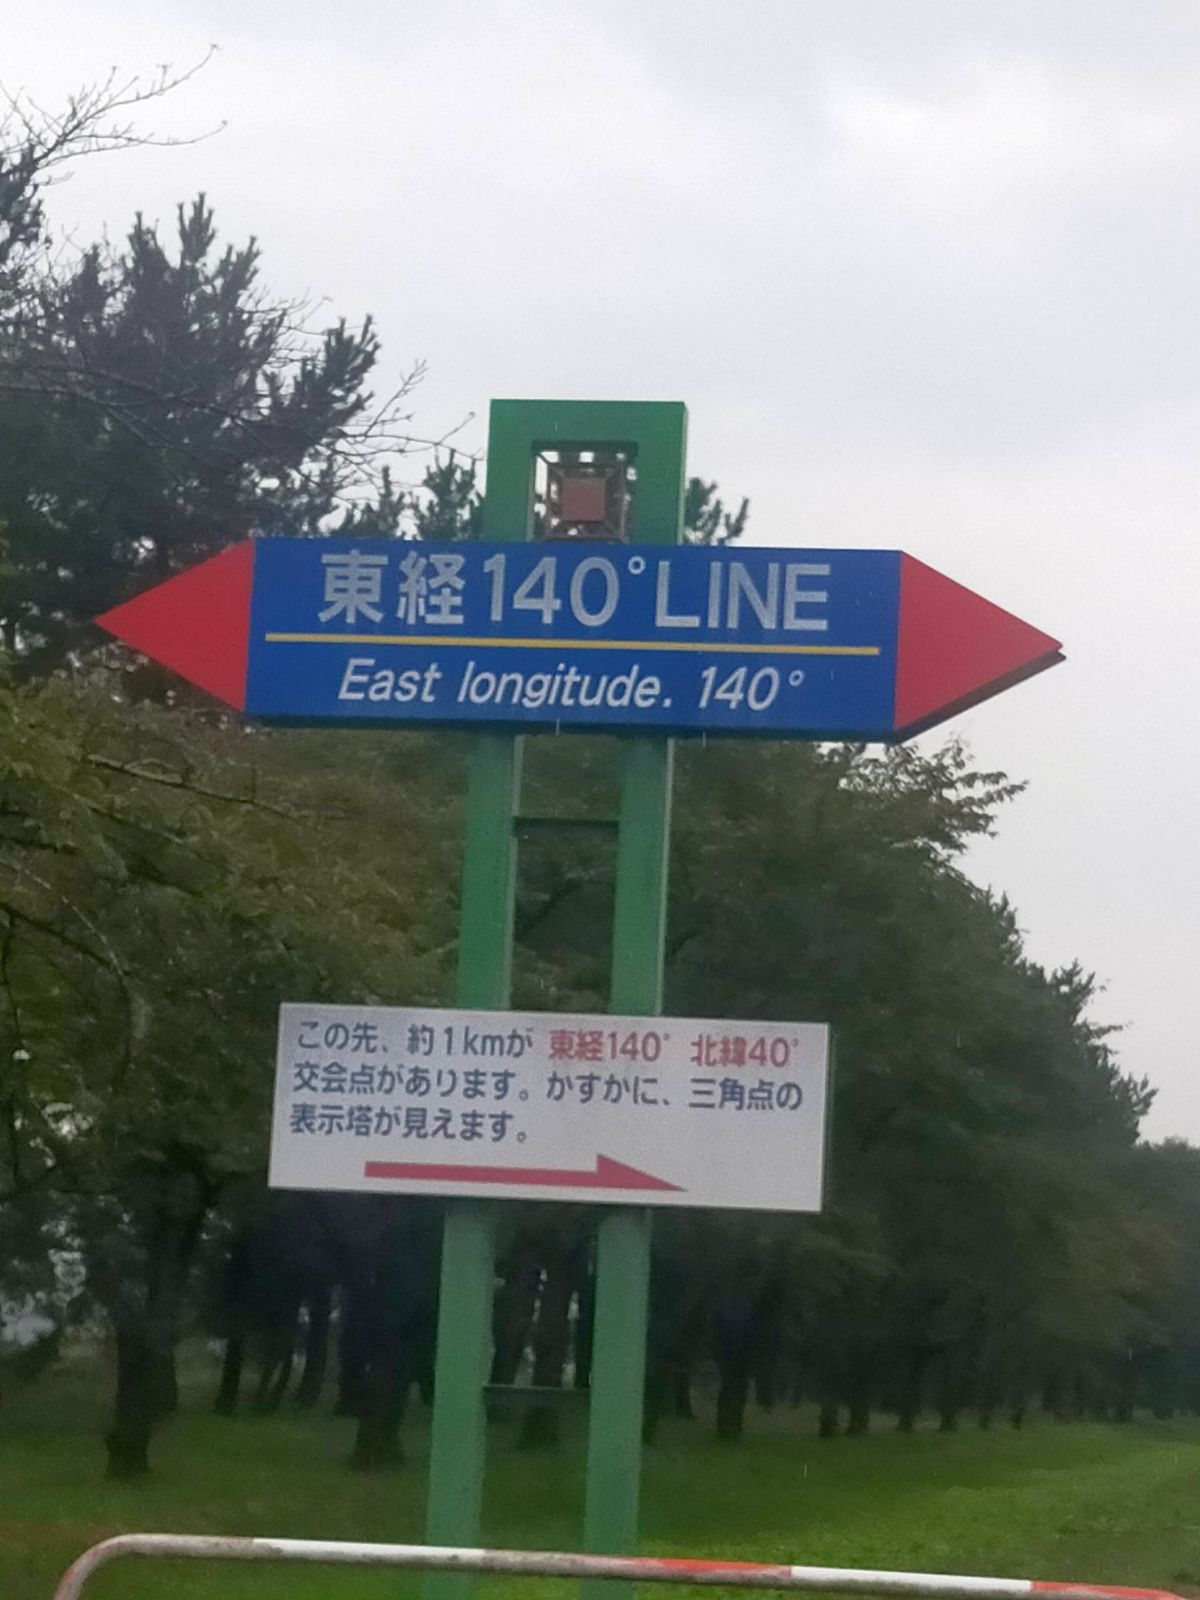 東経140°LINE
East longitude. 140°
この先、約1kmが 東経140° 北緯40°
交会点があります。かすかに、三角点の
表示塔が見えます。